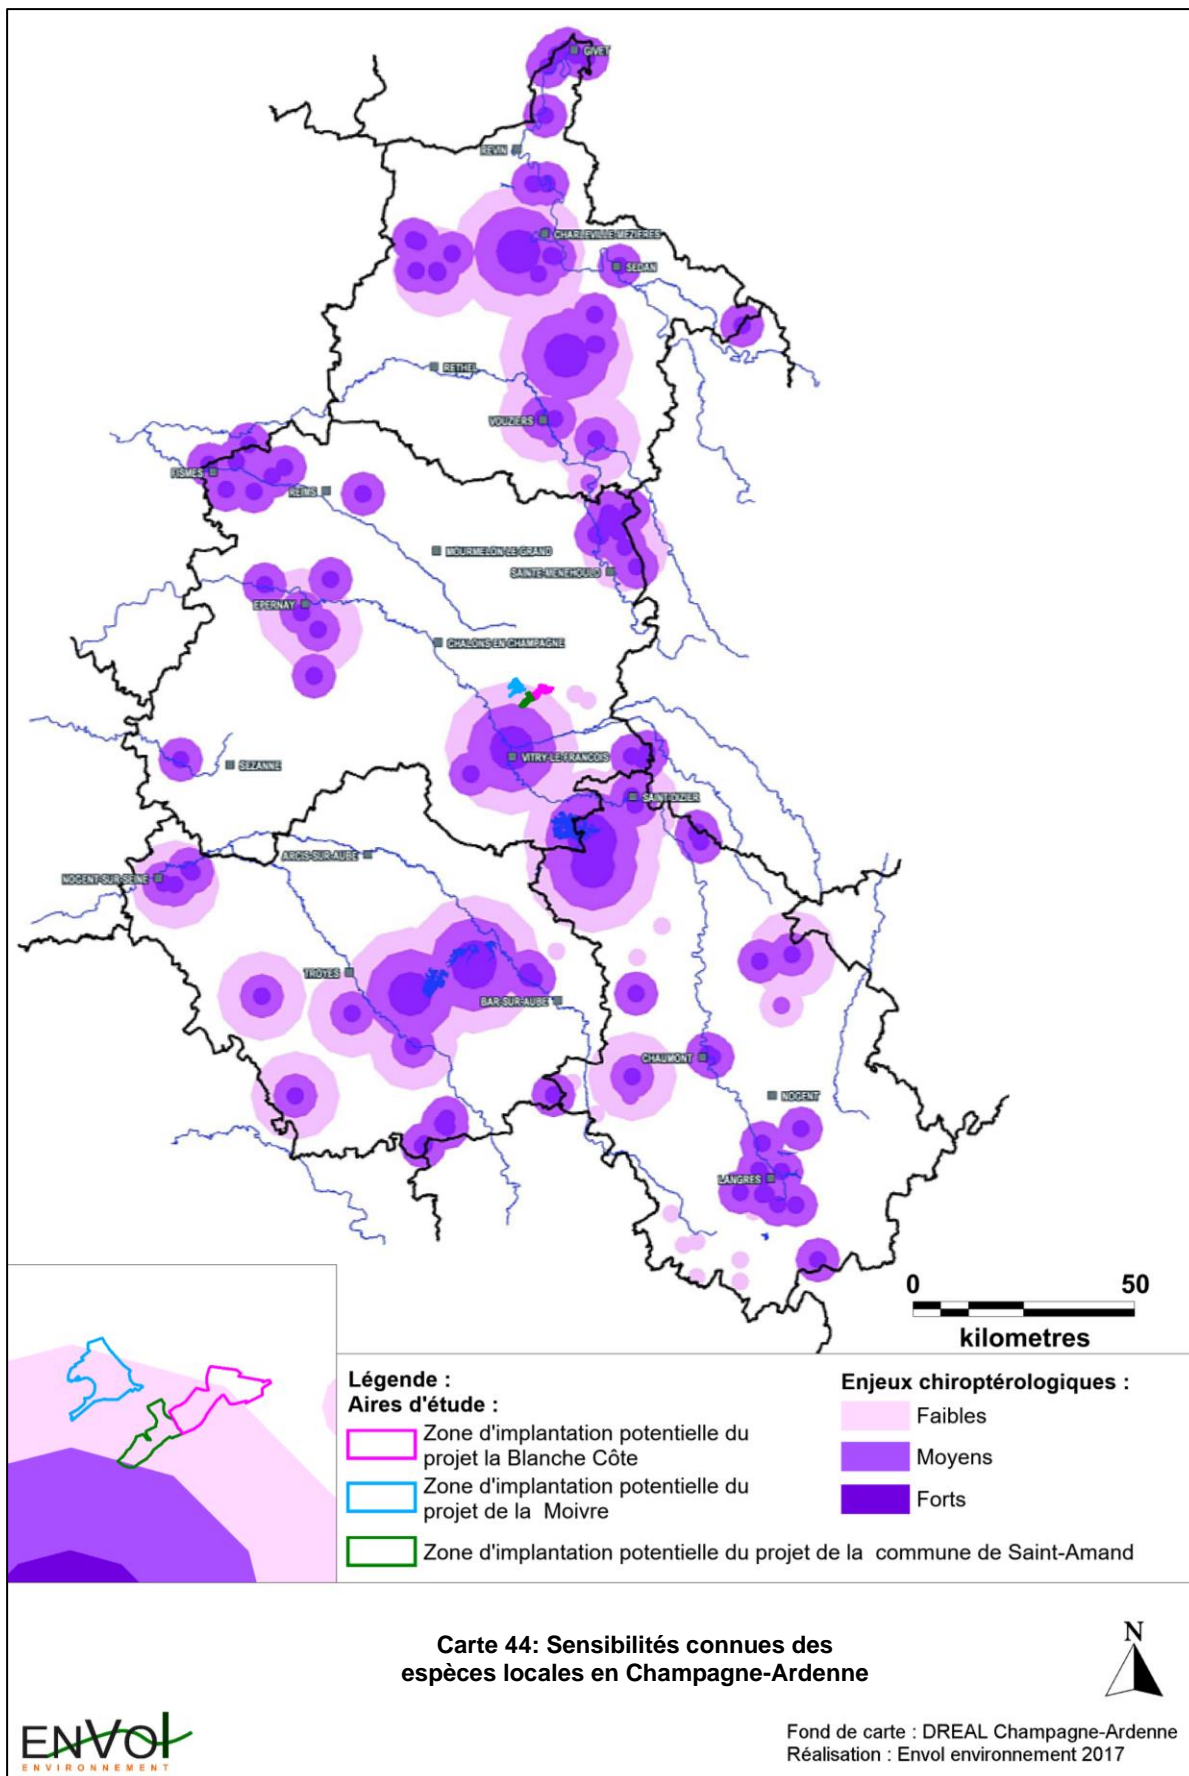 GIVET
REVIN
CHARLEVILLE-MEZIERES
SEDAN
RETHEL
VOUZIERS
FISMES
REIMS
MOURMELON-LE-GRAND
SAINTE-MENEHOULD
EPERNAY
CHALONS-EN-CHAMPAGNE
VITRY-LE-FRANCOIS
SEZANNE
SAINT-DIZIER
ARCIS-SUR-AUBE
NOGENT-SUR-SEINE
TROYES
BAR-SUR-AUBE
CHAUMONT
NOGENT
LANGRES
0 50
kilometres
Légende :
Aires d'étude :
Zone d'implantation potentielle du
projet la Blanche Côte
Zone d'implantation potentielle du
projet de la Moivre
Zone d'implantation potentielle du projet de la commune de Saint-Amand
Enjeux chiroptérologiques :
Faibles
Moyens
Forts
Carte 44: Sensibilités connues des
espèces locales en Champagne-Ardenne
N
ENVOl
ENVIRONNEMENT
Fond de carte : DREAL Champagne-Ardenne
Réalisation : Envol environnement 2017